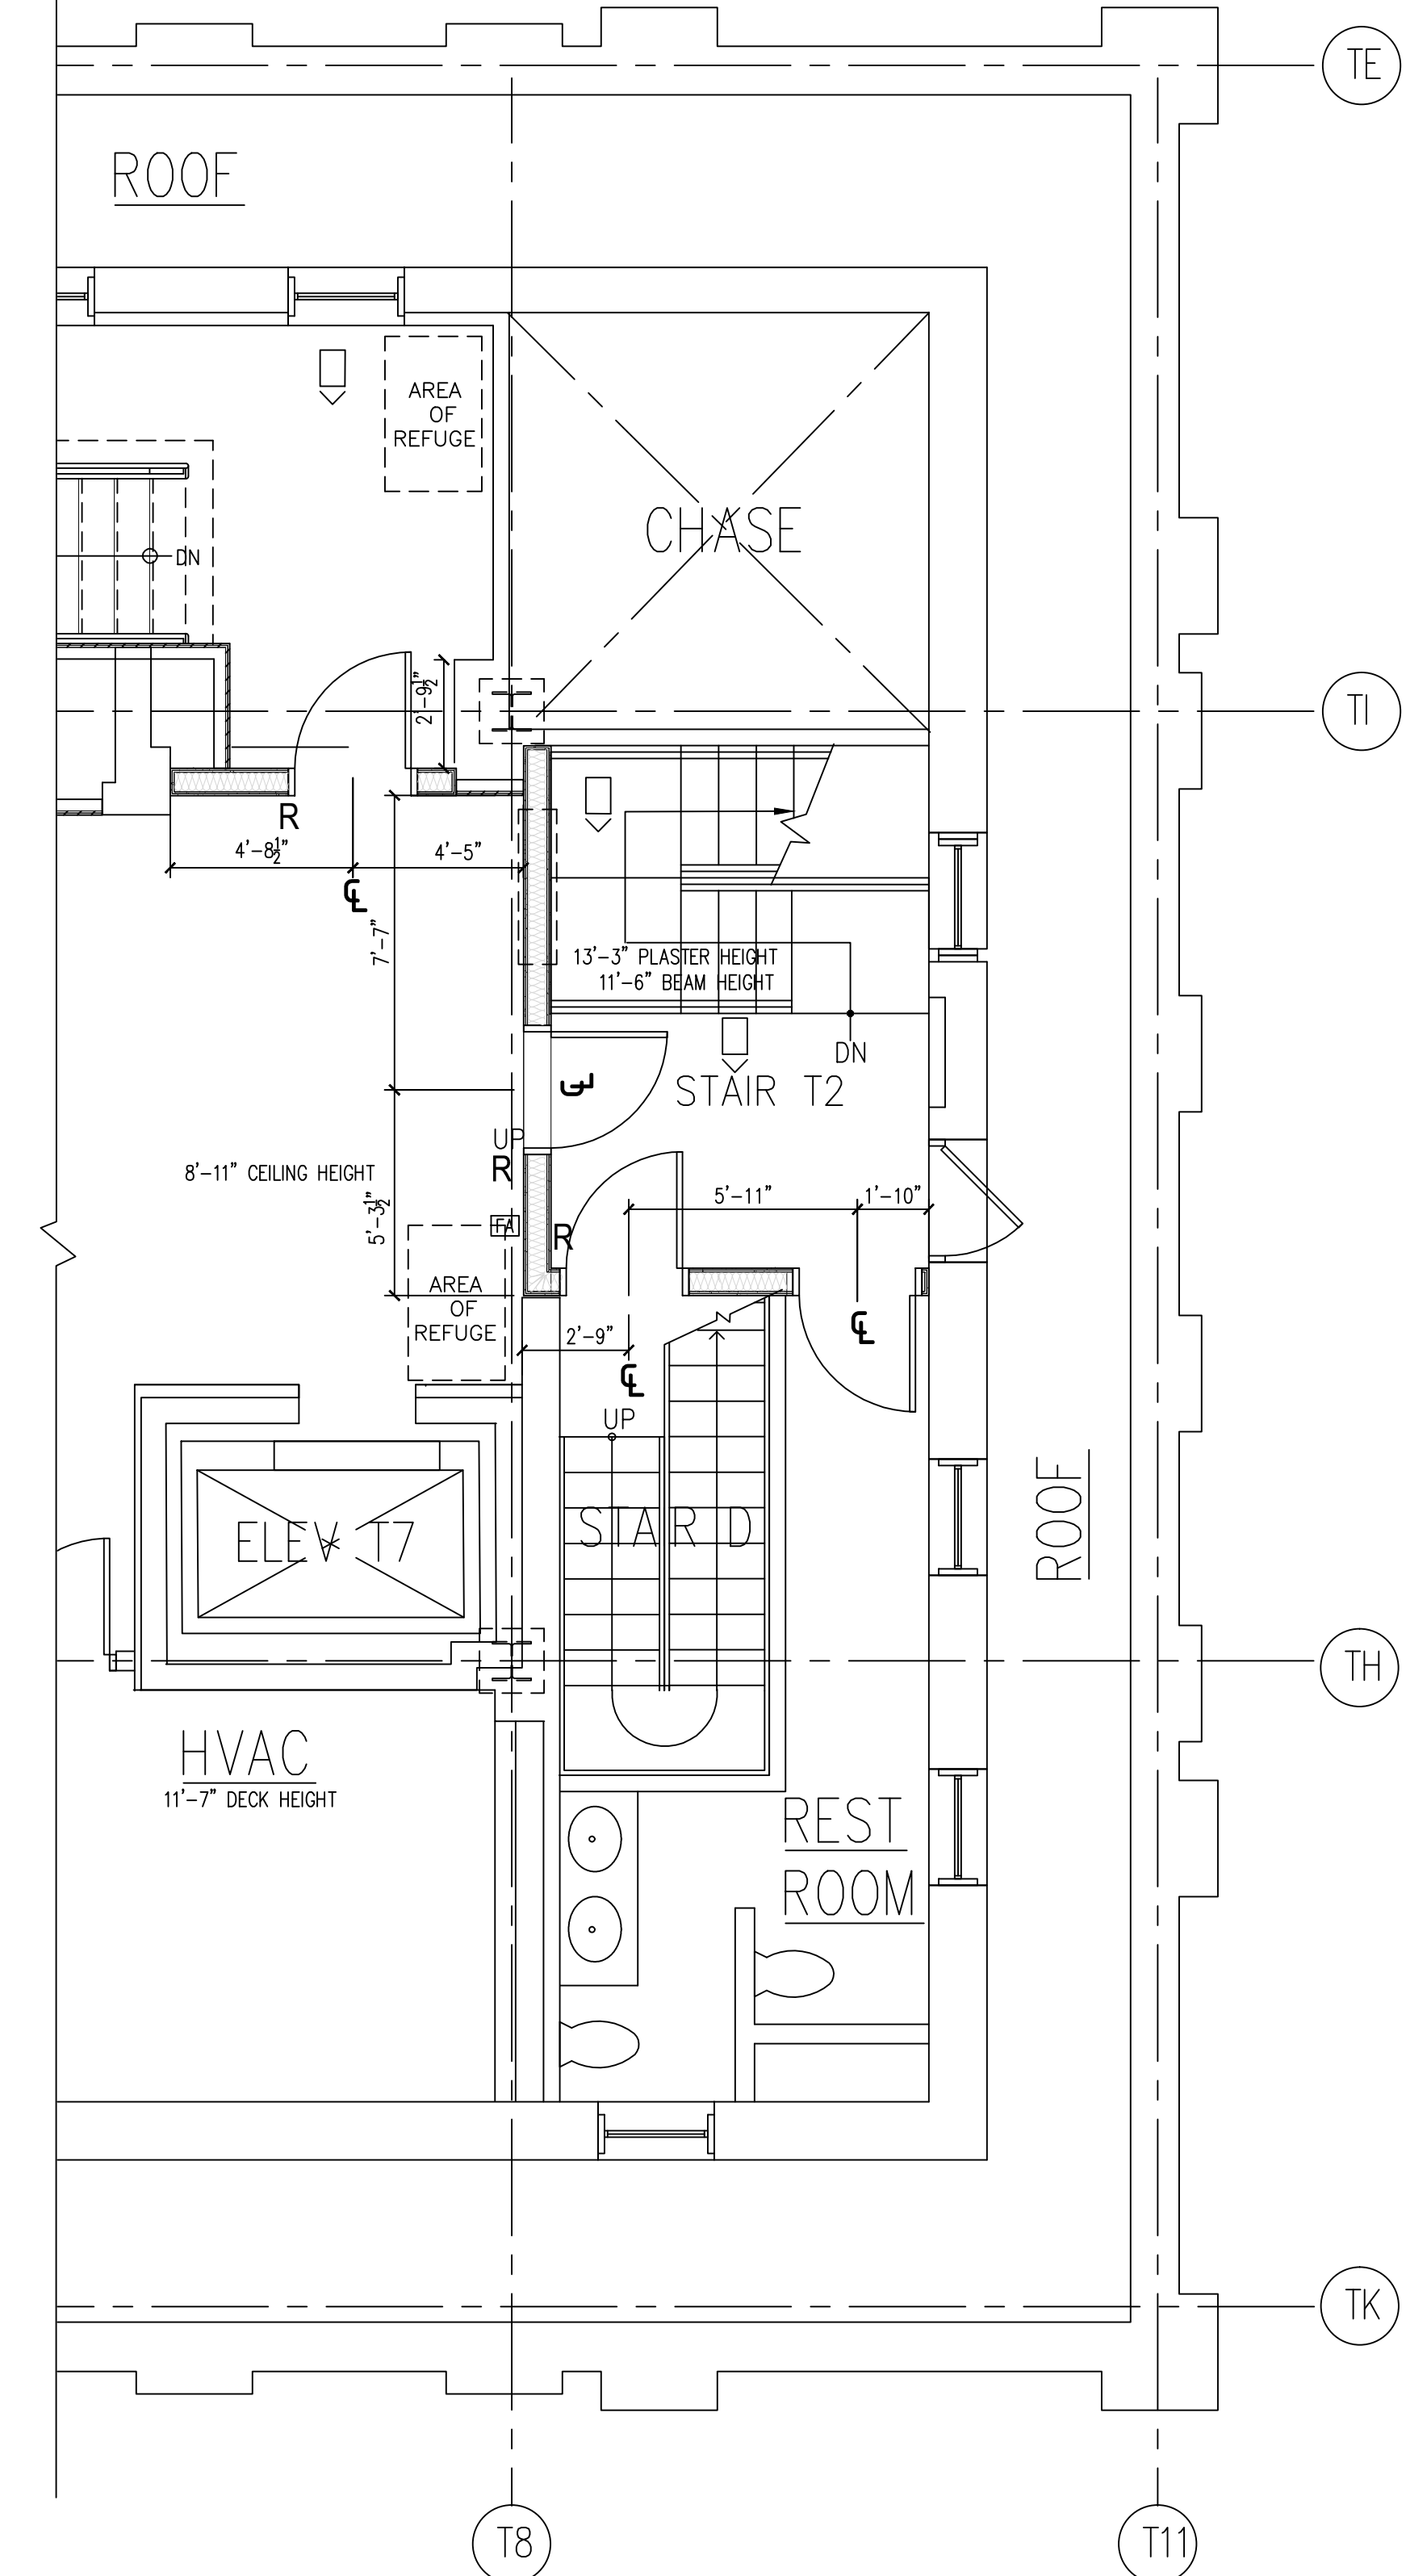 TE
ROOF
AREA
OF
REFUGE
CHASE
DN
2'-9½"
TI
R
4'-8½"
4'-5"
℄
7'-7"
13'-3" PLASTER HEIGHT
11'-6" BEAM HEIGHT
DN
℄
STAIR T2
UP
R
8'-11" CEILING HEIGHT
5'-3½"
5'-11"
1'-10"
FA
R
AREA
OF
REFUGE
2'-9"
℄
℄
UP
ROOF
ELEV T7
STAIR D
TH
HVAC
11'-7" DECK HEIGHT
REST
ROOM
TK
T8
T11